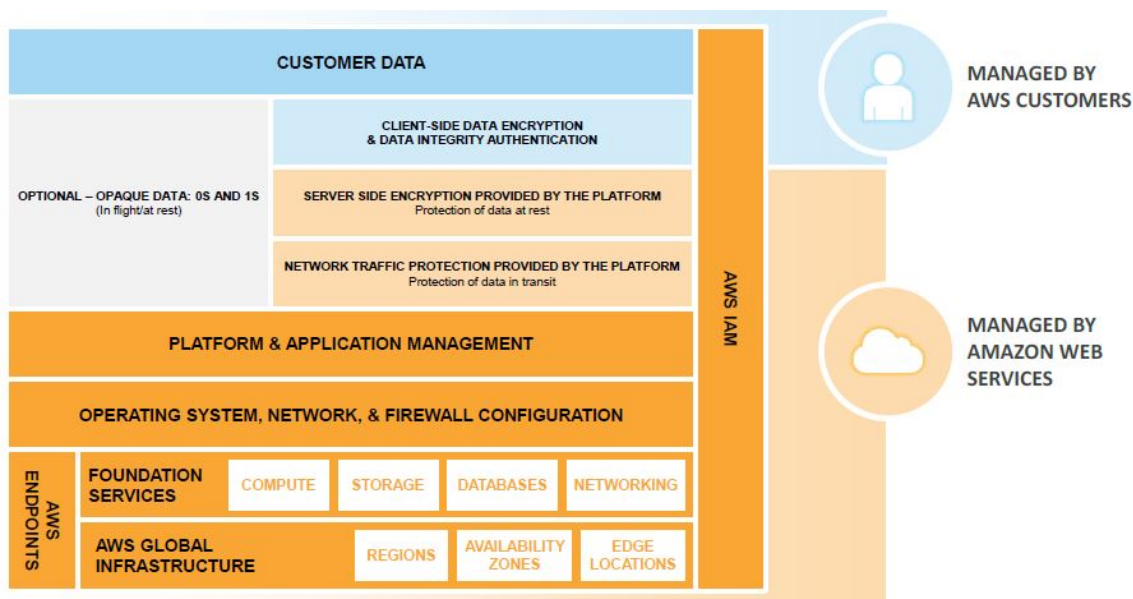 CUSTOMER DATA
CLIENT-SIDE DATA ENCRYPTION
& DATA INTEGRITY AUTHENTICATION
OPTIONAL – OPAQUE DATA: 0S AND 1S
(In flight/at rest)
SERVER SIDE ENCRYPTION PROVIDED BY THE PLATFORM
Protection of data at rest
NETWORK TRAFFIC PROTECTION PROVIDED BY THE PLATFORM
Protection of data in transit
PLATFORM & APPLICATION MANAGEMENT
OPERATING SYSTEM, NETWORK, & FIREWALL CONFIGURATION
AWS
ENDPOINTS
FOUNDATION
SERVICES
COMPUTE
STORAGE
DATABASES
NETWORKING
AWS GLOBAL
INFRASTRUCTURE
REGIONS
AVAILABILITY
ZONES
EDGE
LOCATIONS
AWS IAM
MANAGED BY
AWS CUSTOMERS
MANAGED BY
AMAZON WEB
SERVICES